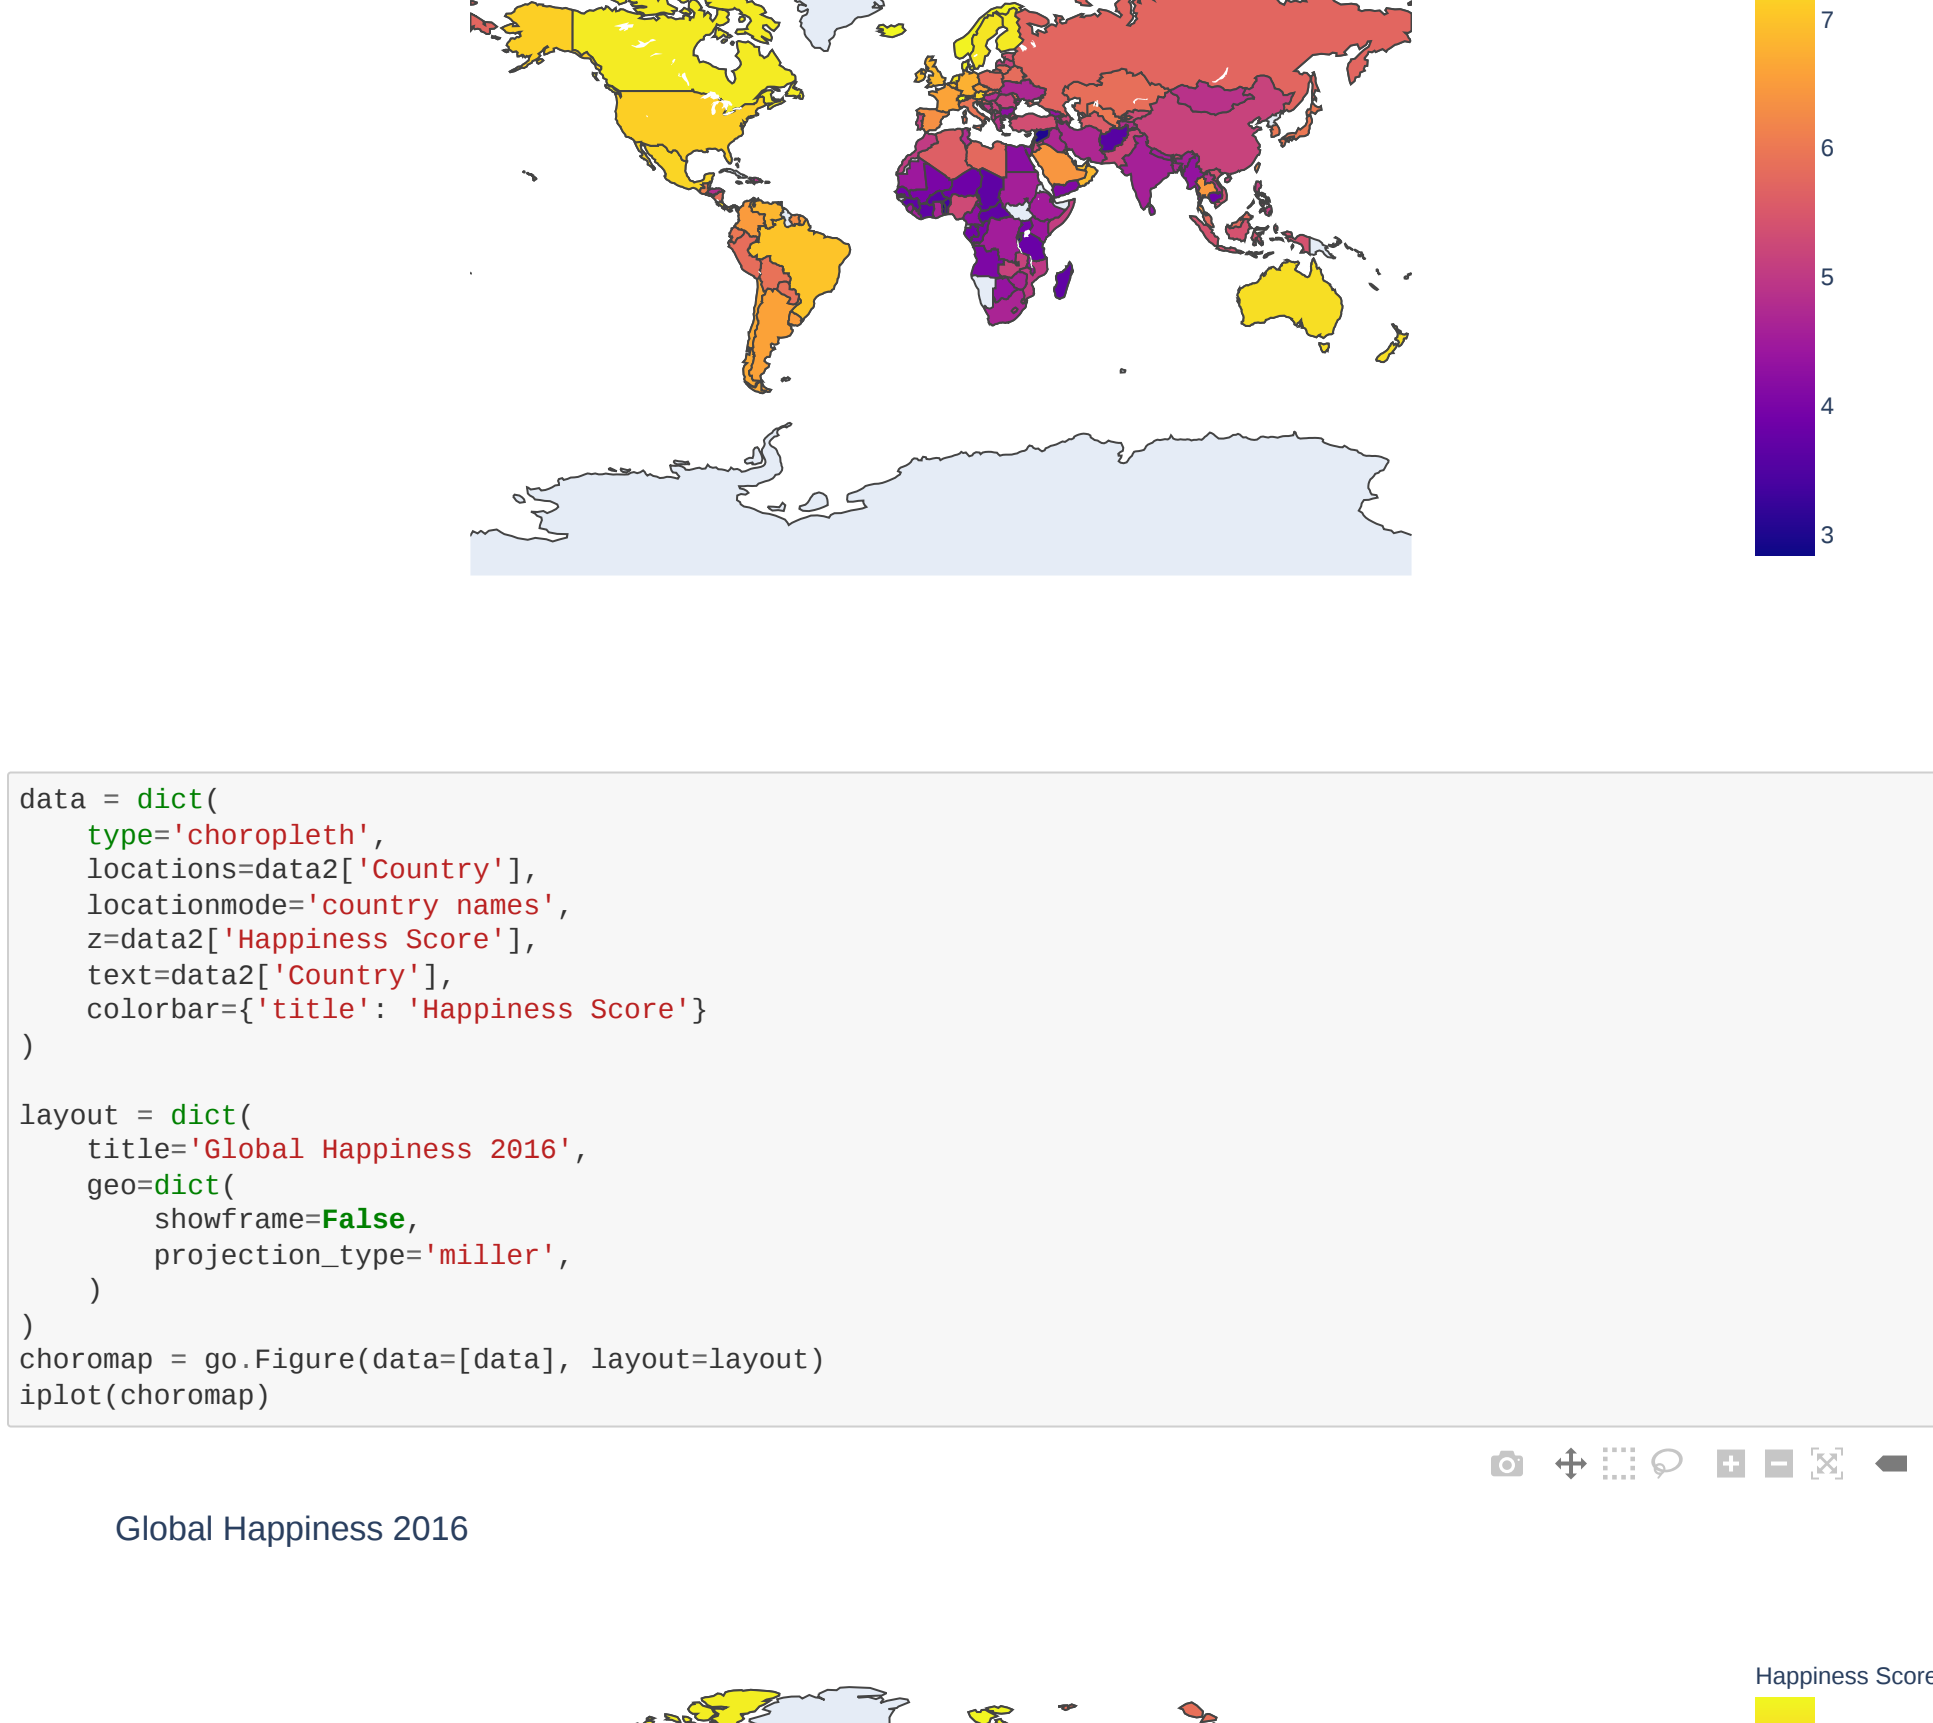 7
6
5
4
3
data = dict(
    type='choropleth',
    locations=data2['Country'],
    locationmode='country names',
    z=data2['Happiness Score'],
    text=data2['Country'],
    colorbar={'title': 'Happiness Score'}
)
layout = dict(
    title='Global Happiness 2016',
    geo=dict(
        showframe=False,
        projection_type='miller',
    )
)
choromap = go.Figure(data=[data], layout=layout)
iplot(choromap)
Global Happiness 2016
Happiness Score